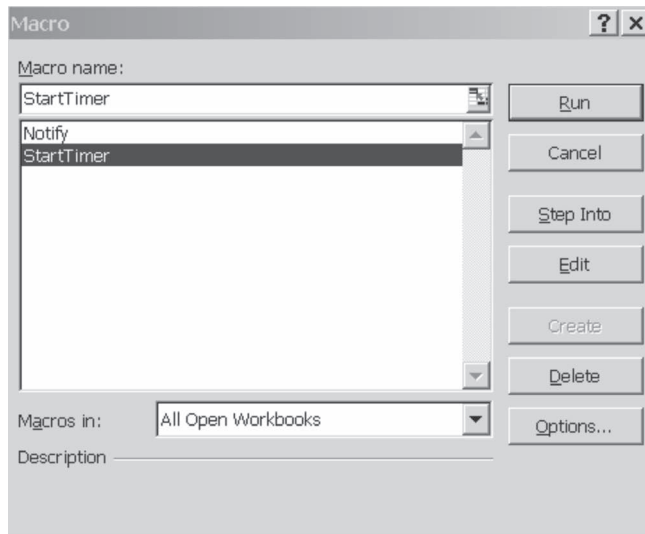 Macro
?
Macro name:
StartTimer
Run
Notify
StartTimer
Cancel
Step Into
Edit
Create
Delete
Macros in:
All Open Workbooks
Options...
Description